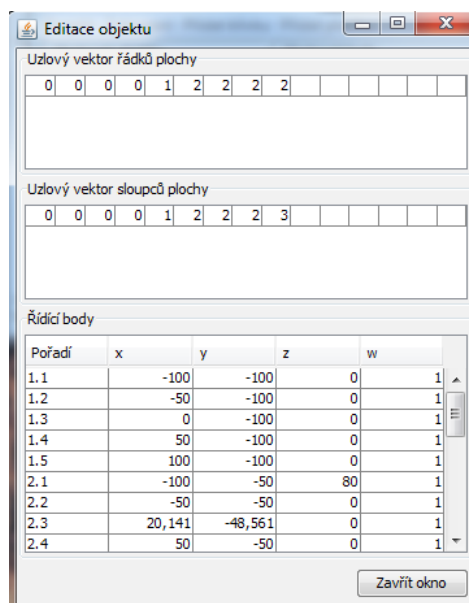 Editace objektu
Uzlový vektor řádků plochy
0 0 0 0 1 2 2 2 2
Uzlový vektor sloupců plochy
0 0 0 0 1 2 2 2 3
Řídící body
Pořadí x y z w
1.1 -100 -100 0 1
1.2 -50 -100 0 1
1.3 0 -100 0 1
1.4 50 -100 0 1
1.5 100 -100 0 1
2.1 -100 -50 80 1
2.2 -50 -50 0 1
2.3 20,141 -48,561 0 1
2.4 50 -50 0 1
Zavřít okno